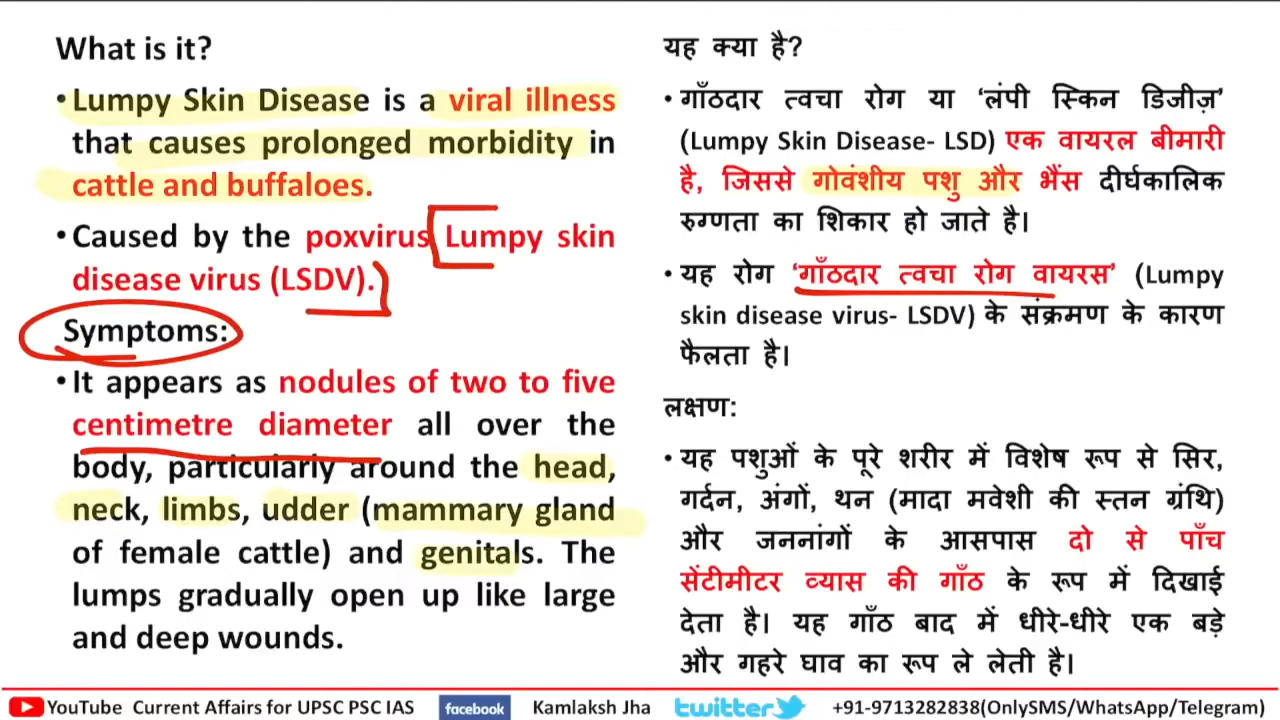 What is it?
•Lumpy Skin Disease is a viral illness
that causes prolonged morbidity in
cattle and buffaloes.
•Caused by the poxvirus Lumpy skin
disease virus (LSDV).
Symptoms:
•It appears as nodules of two to five
centimetre diameter all over the
body, particularly around the head,
neck, limbs, udder (mammary gland
of female cattle) and genitals. The
lumps gradually open up like large
and deep wounds.
यह क्या है?
• गाँठदार त्वचा रोग या ‘लंपी स्किन डिजीज़’
(Lumpy Skin Disease- LSD) एक वायरल बीमारी
है, जिससे गोवंशीय पशु और भैंस दीर्घकालिक
रुग्णता का शिकार हो जाते है।
• यह रोग ‘गाँठदार त्वचा रोग वायरस’ (Lumpy
skin disease virus- LSDV) के संक्रमण के कारण
फैलता है।
लक्षण:
• यह पशुओं के पूरे शरीर में विशेष रूप से सिर,
गर्दन, अंगों, थन (मादा मवेशी की स्तन ग्रंथि)
और जननांगों के आसपास दो से पाँच
सेंटीमीटर व्यास की गाँठ के रूप में दिखाई
देता है। यह गाँठ बाद में धीरे-धीरे एक बड़े
और गहरे घाव का रूप ले लेती है।
YouTube Current Affairs for UPSC PSC IAS facebook Kamlaksh Jha twitter +91-9713282838(OnlySMS/WhatsApp/Telegram)